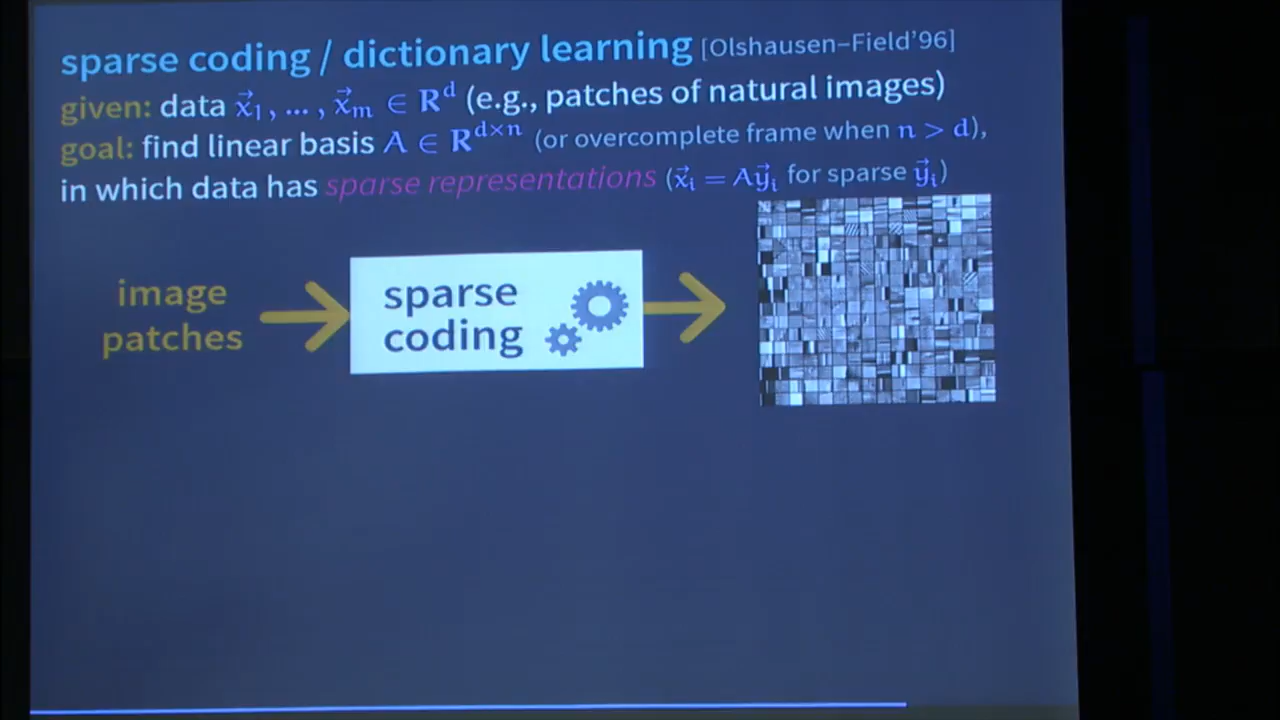 sparse coding / dictionary learning [Olshausen–Field’96]
given: data x⃗₁, ... , x⃗ₘ ∈ Rᵈ (e.g., patches of natural images)
goal: find linear basis A ∈ Rᵈˣⁿ (or overcomplete frame when n > d),
in which data has sparse representations (x⃗ᵢ = Ay⃗ᵢ for sparse y⃗ᵢ)
image
patches
sparse
coding